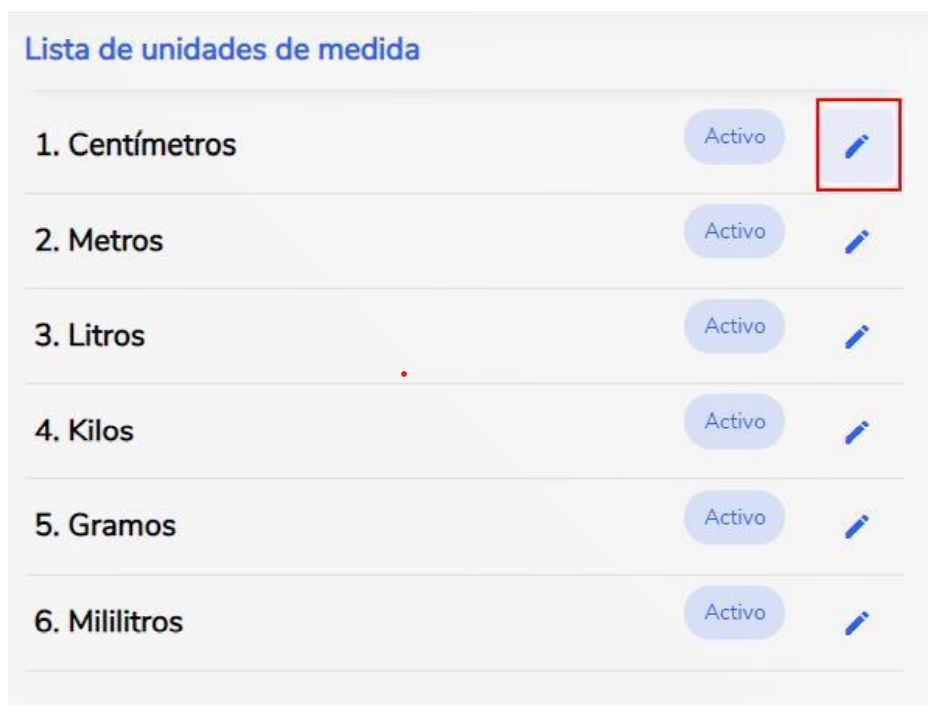 Lista de unidades de medida
1. Centímetros Activo
2. Metros Activo
3. Litros Activo
4. Kilos Activo
5. Gramos Activo
6. Mililitros Activo